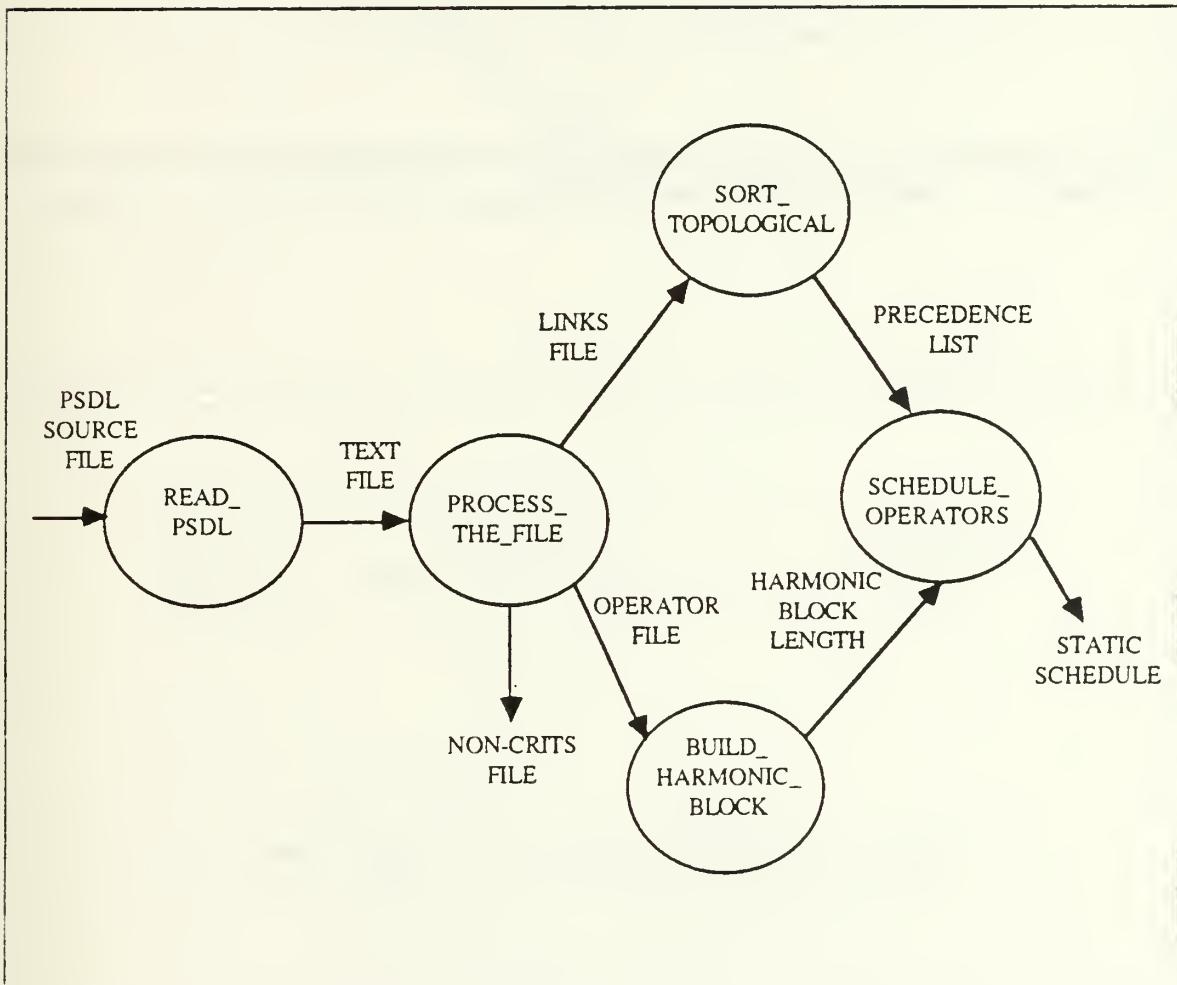 SORT_
TOPOLOGICAL
LINKS
FILE
PRECEDENCE
LIST
PSDL
SOURCE
FILE
READ_
PSDL
TEXT
FILE
PROCESS_
THE_FILE
SCHEDULE_
OPERATORS
OPERATOR
FILE
HARMONIC
BLOCK
LENGTH
STATIC
SCHEDULE
NON-CRITS
FILE
BUILD_
HARMONIC_
BLOCK